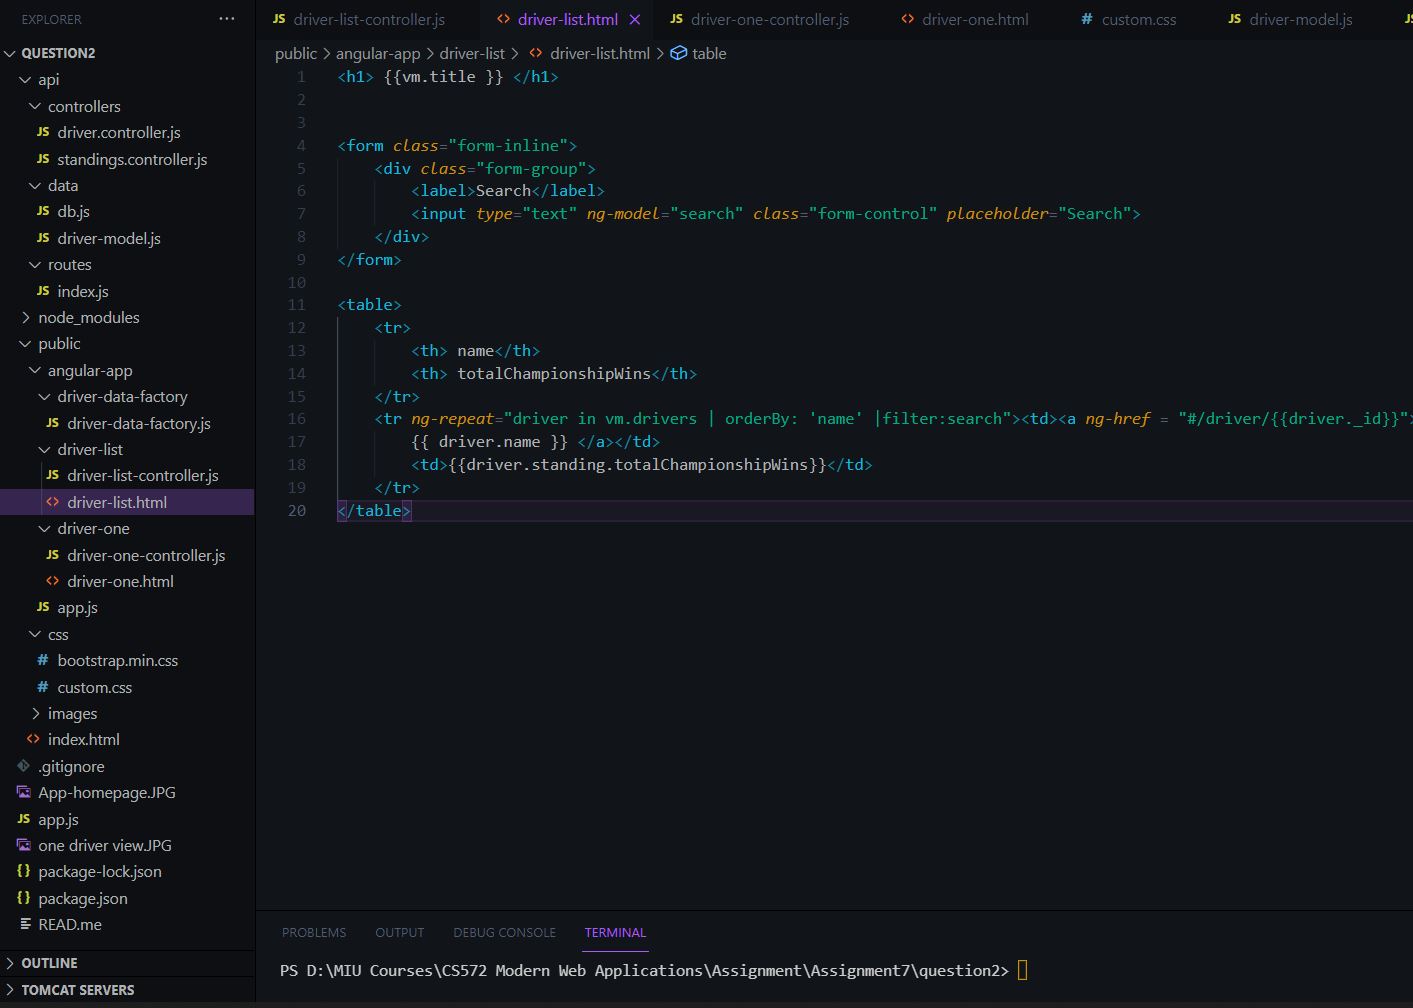 EXPLORER ...
QUESTION2
api
controllers
JS driver.controller.js
JS standings.controller.js
data
JS db.js
JS driver-model.js
routes
JS index.js
node_modules
public
angular-app
driver-data-factory
JS driver-data-factory.js
driver-list
JS driver-list-controller.js
<> driver-list.html
driver-one
JS driver-one-controller.js
<> driver-one.html
JS app.js
css
# bootstrap.min.css
# custom.css
images
<> index.html
.gitignore
App-homepage.JPG
JS app.js
one driver view.JPG
{} package-lock.json
{} package.json
READ.me
OUTLINE
TOMCAT SERVERS
JS driver-list-controller.js <> driver-list.html × JS driver-one-controller.js <> driver-one.html # custom.css JS driver-model.js
public > angular-app > driver-list > <> driver-list.html > table
1 <h1> {{vm.title }} </h1>
2
3
4 <form class="form-inline">
5 <div class="form-group">
6 <label>Search</label>
7 <input type="text" ng-model="search" class="form-control" placeholder="Search">
8 </div>
9 </form>
10
11 <table>
12 <tr>
13 <th> name</th>
14 <th> totalChampionshipWins</th>
15 </tr>
16 <tr ng-repeat="driver in vm.drivers | orderBy: 'name' |filter:search"><td><a ng-href = "#/driver/{{driver._id}}">
17 {{ driver.name }} </a></td>
18 <td>{{driver.standing.totalChampionshipWins}}</td>
19 </tr>
20 </table>
PROBLEMS OUTPUT DEBUG CONSOLE TERMINAL
PS D:\MIU Courses\CS572 Modern Web Applications\Assignment\Assignment7\question2>